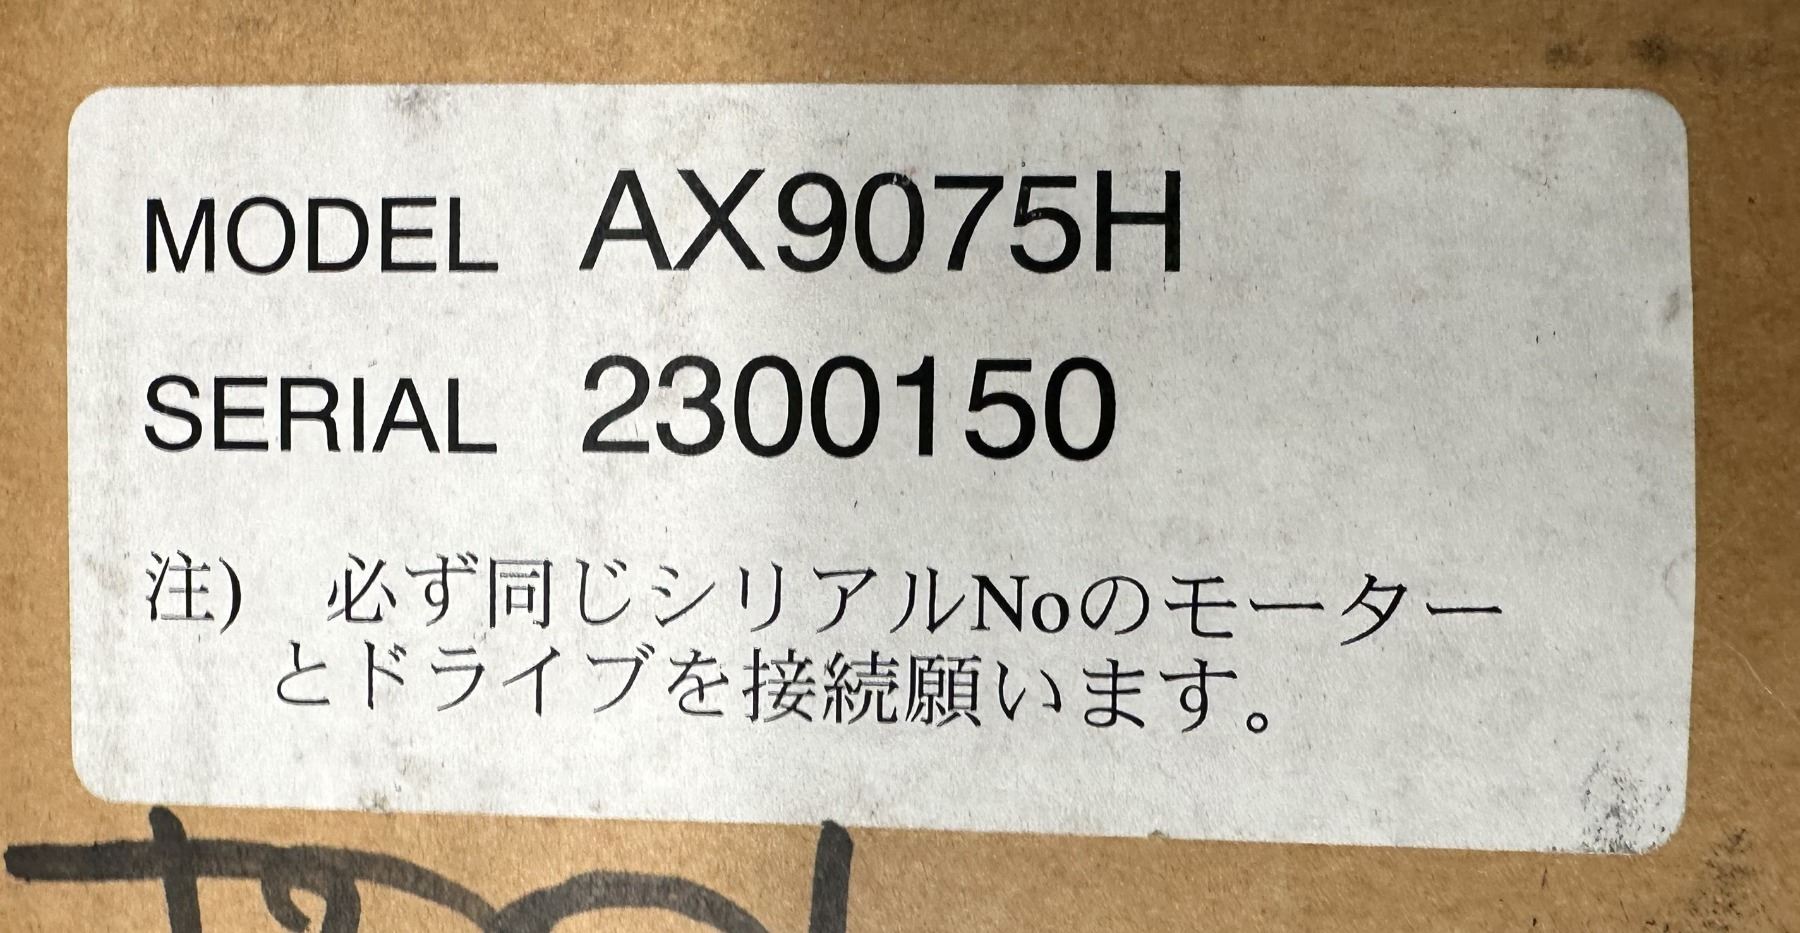 MODEL AX9075H
SERIAL 2300150
注) 必ず同じシリアルNoのモーター
とドライブを接続願います。